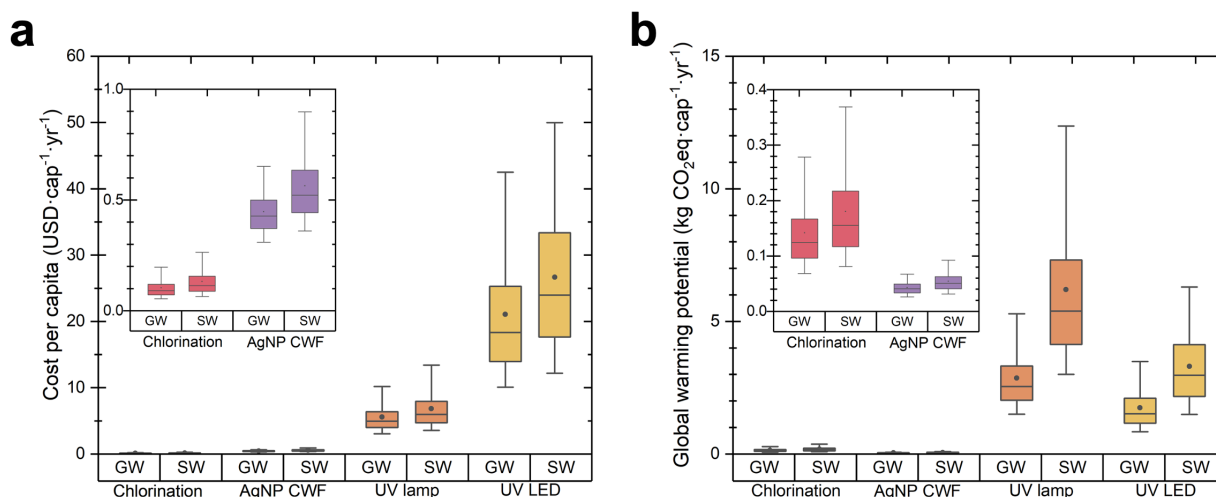 a
Cost per capita (USD·cap⁻¹·yr⁻¹)
60
50
40
30
20
10
0
1.0
0.5
0.0
GW SW GW SW
Chlorination AgNP CWF
GW SW GW SW GW SW GW SW
Chlorination AgNP CWF UV lamp UV LED
b
Global warming potential (kg CO₂eq·cap⁻¹·yr⁻¹)
15
10
5
0
0.4
0.3
0.2
0.1
0.0
GW SW GW SW
Chlorination AgNP CWF
GW SW GW SW GW SW GW SW
Chlorination AgNP CWF UV lamp UV LED